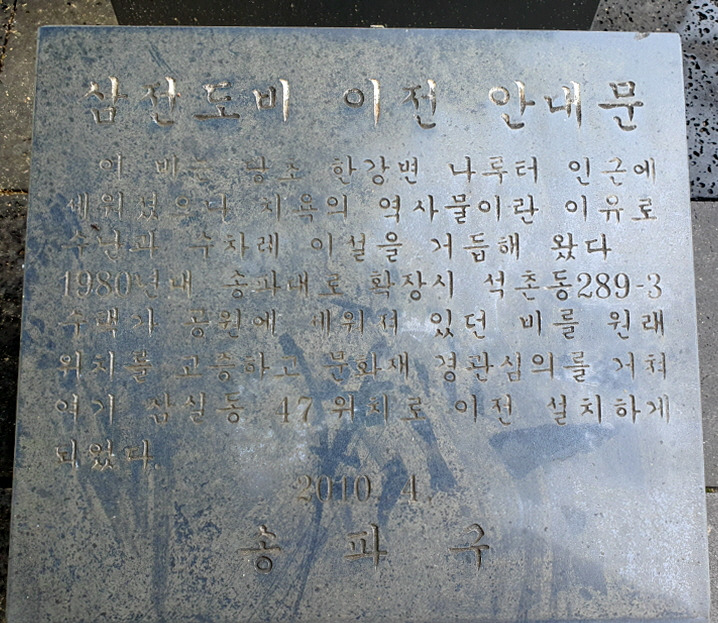 삼전도비 이전 안내문
이 비는 당초 한강변 나루터 인근에
세워졌으나 치욕의 역사물이란 이유로
수난과 수차례 이설을 거듭해 왔다
1980년대 송파대로 확장시 석촌동289-3
주택가 공원에 세워져 있던 비를 원래
위치를 고증하고 문화재 경관심의를 거쳐
여기 잠실동 47위치로 이전 설치하게
되었다.
2010. 4.
송 파 구